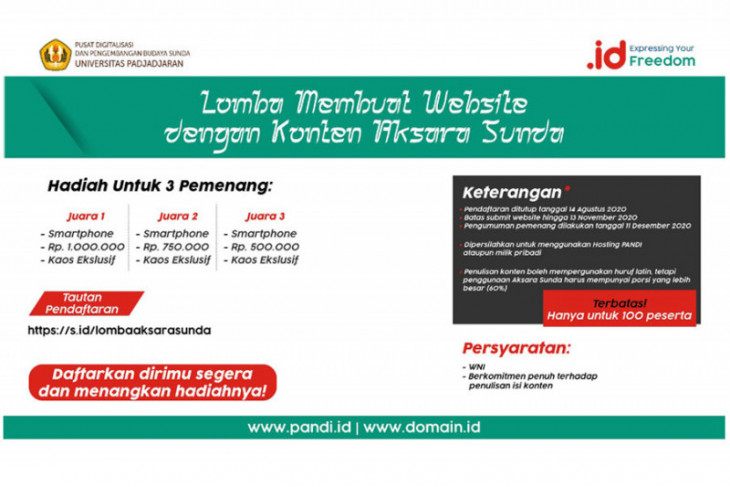 PUSAT DIGITALISASI
DAN PENGEMBANGAN BUDAYA SUNDA
UNIVERSITAS PADJADJARAN
.id Expressing Your
Freedom
Lomba Membuat Website
dengan Konten Aksara Sunda
Hadiah Untuk 3 Pemenang:
Juara 1
- Smartphone
- Rp. 1.000.000
- Kaos Ekslusif
Juara 2
- Smartphone
- Rp. 750.000
- Kaos Ekslusif
Juara 3
- Smartphone
- Rp. 500.000
- Kaos Ekslusif
Tautan
Pendaftaran
https://s.id/lombaaksarasunda
Daftarkan dirimu segera
dan menangkan hadiahnya!
Keterangan*
• Pendaftaran ditutup tanggal 14 Agustus 2020
• Batas submit website hingga 13 November 2020
• Pengumuman pemenang dilakukan tanggal 11 Desember 2020
• Dipersilahkan untuk menggunakan Hosting PANDI
ataupun milik pribadi
• Penulisan konten boleh mempergunakan huruf latin, tetapi
penggunaan Aksara Sunda harus mempunyai porsi yang lebih
besar (60%)
Terbatas!
Hanya untuk 100 peserta
Persyaratan:
- WNI
- Berkomitmen penuh terhadap
penulisan isi konten
www.pandi.id | www.domain.id